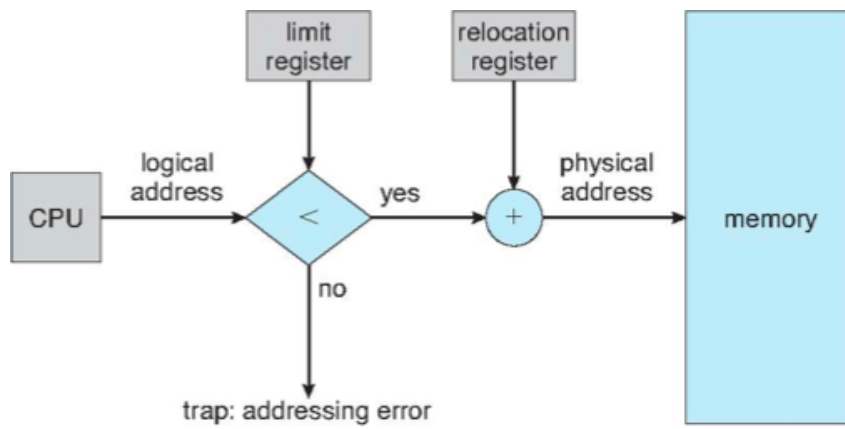 limit
register
relocation
register
logical
address
physical
address
CPU
<
yes
+
memory
no
trap: addressing error